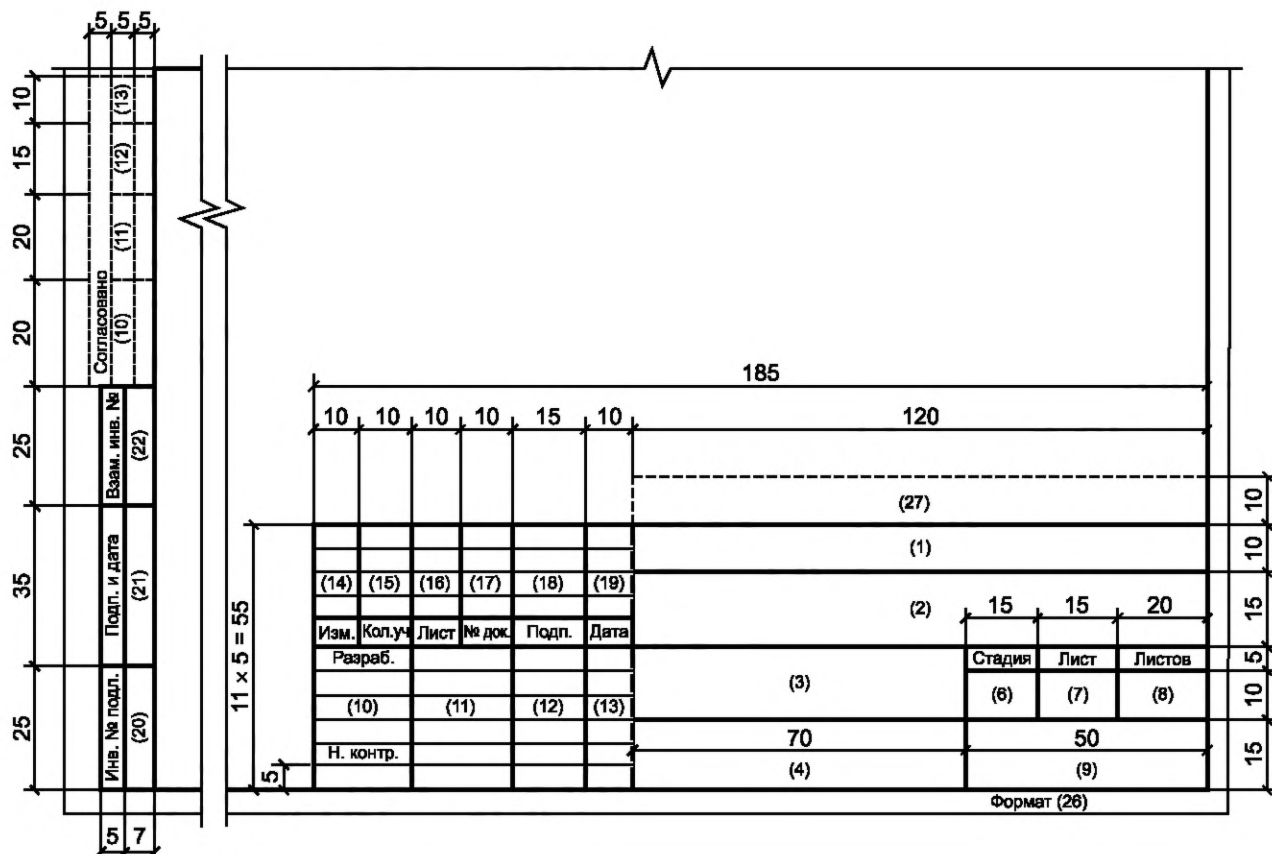 5 5 5
10
15
20
20
25
35
25
(13)
(12)
(11)
(10)
Согласовано
Взам. инв. №
(22)
Подп. и дата
(21)
Инв. № подл.
(20)
5 7
185
10 10 10 10 15 10 120
(27)
(1)
(2)
15 15 20
(14) (15) (16) (17) (18) (19)
Изм. Кол.уч Лист № док. Подп. Дата
Разраб.
(10) (11) (12) (13)
Н. контр.
11 × 5 = 55
5
(3)
Стадия Лист Листов
(6) (7) (8)
70 50
(4) (9)
10
10
15
5
10
15
Формат (26)